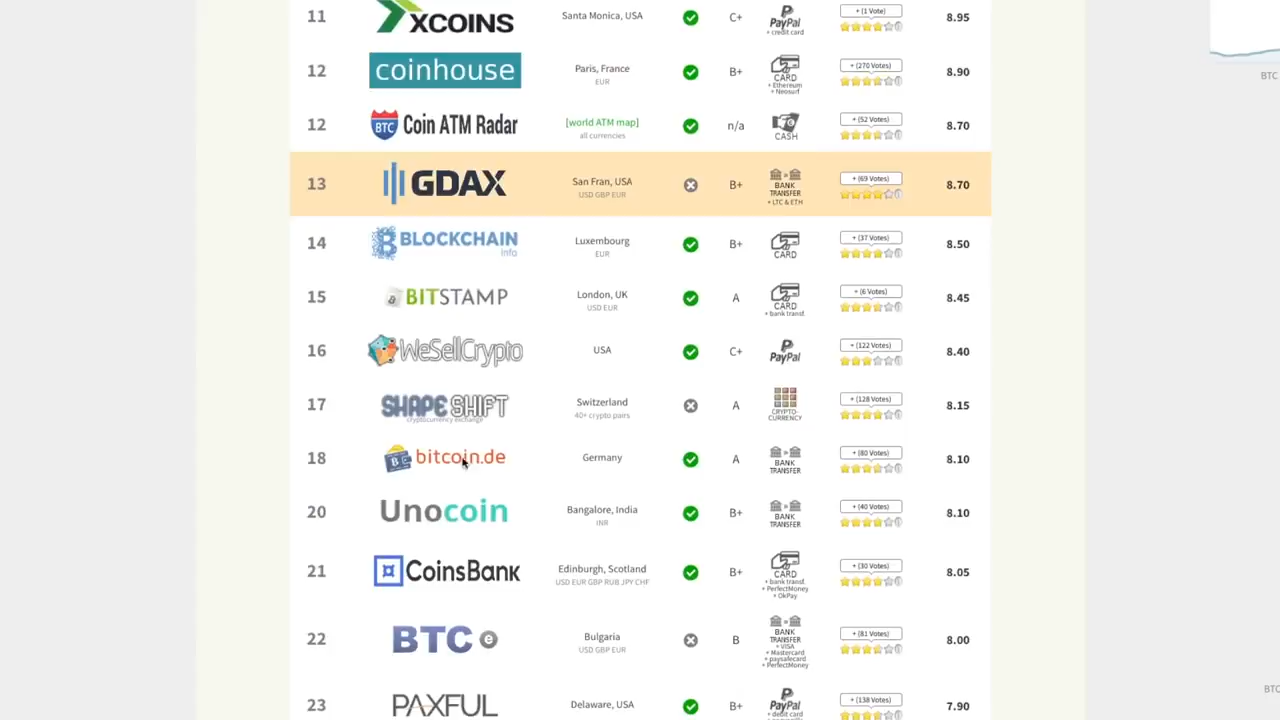 11 XCOINS Santa Monica, USA C+ PayPal + credit card + (1 Vote) 8.95
BTC
12 coinhouse Paris, France EUR B+ CARD + Ethereum + Neosurf + (270 Votes) 8.90
12 BTC Coin ATM Radar [world ATM map] all currencies n/a CASH + (52 Votes) 8.70
13 GDAX San Fran, USA USD GBP EUR B+ BANK TRANSFER + LTC & ETH + (69 Votes) 8.70
14 BLOCKCHAIN info Luxembourg EUR B+ CARD + (37 Votes) 8.50
15 BITSTAMP London, UK USD EUR A CARD + bank transf. + (6 Votes) 8.45
16 WeSellCrypto USA C+ PayPal + (122 Votes) 8.40
17 SHAPESHIFT cryptocurrency exchange Switzerland 40+ crypto pairs A CRYPTO-CURRENCY + (128 Votes) 8.15
18 bitcoin.de Germany A BANK TRANSFER + (80 Votes) 8.10
20 Unocoin Bangalore, India INR B+ BANK TRANSFER + (40 Votes) 8.10
21 CoinsBank Edinburgh, Scotland USD EUR GBP RUB JPY CHF B+ CARD + bank transf. + PerfectMoney + OkPay + (30 Votes) 8.05
22 BTC e Bulgaria USD GBP EUR B BANK TRANSFER + VISA + Mastercard + paysafecard + PerfectMoney + (81 Votes) 8.00
BTC
23 PAXFUL Delaware, USA B+ PayPal + debit card + (138 Votes) 7.90